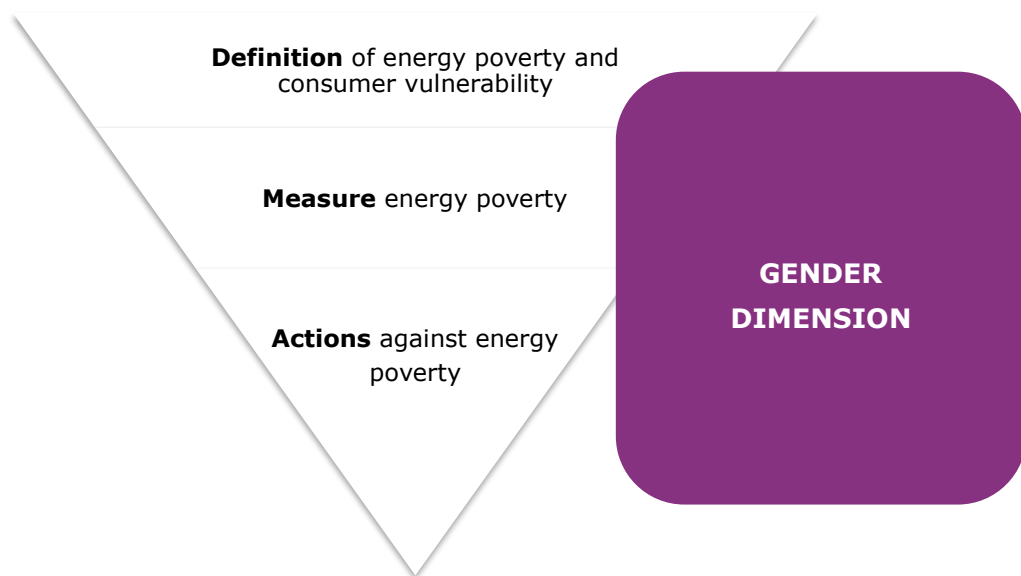 Definition of energy poverty and
consumer vulnerability
Measure energy poverty
Actions against energy
poverty
GENDER
DIMENSION